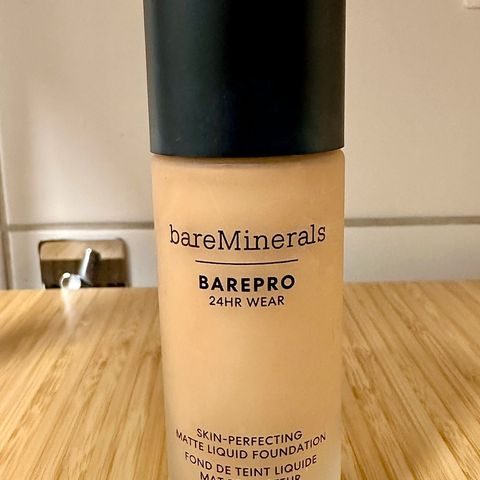 bareMinerals
BAREPRO
24HR WEAR
SKIN-PERFECTING
MATTE LIQUID FOUNDATION
FOND DE TEINT LIQUIDE